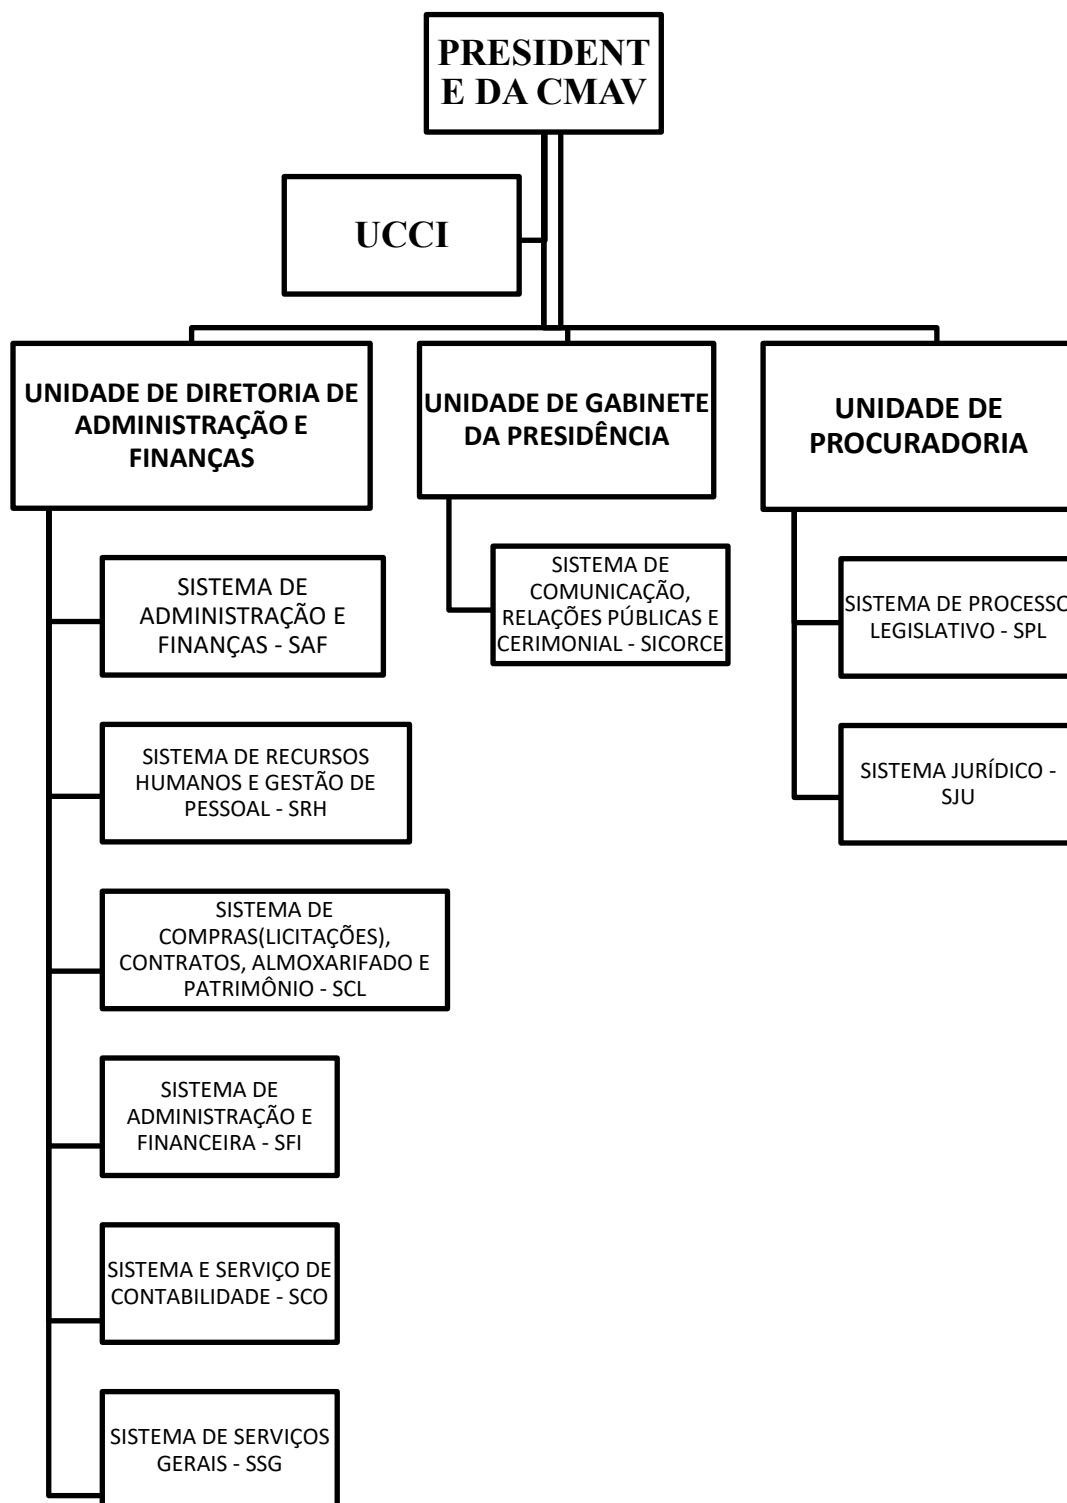 PRESIDENT
E DA CMAV
UCCI
UNIDADE DE DIRETORIA DE
ADMINISTRAÇÃO E
FINANÇAS
UNIDADE DE GABINETE
DA PRESIDÊNCIA
UNIDADE DE
PROCURADORIA
SISTEMA DE
ADMINISTRAÇÃO E
FINANÇAS - SAF
SISTEMA DE RECURSOS
HUMANOS E GESTÃO DE
PESSOAL - SRH
SISTEMA DE
COMPRAS(LICITAÇÕES),
CONTRATOS, ALMOXARIFADO E
PATRIMÔNIO - SCL
SISTEMA DE
ADMINISTRAÇÃO E
FINANCEIRA - SFI
SISTEMA E SERVIÇO DE
CONTABILIDADE - SCO
SISTEMA DE SERVIÇOS
GERAIS - SSG
SISTEMA DE
COMUNICAÇÃO,
RELAÇÕES PÚBLICAS E
CERIMONIAL - SICORCE
SISTEMA DE PROCESSO
LEGISLATIVO - SPL
SISTEMA JURÍDICO -
SJU